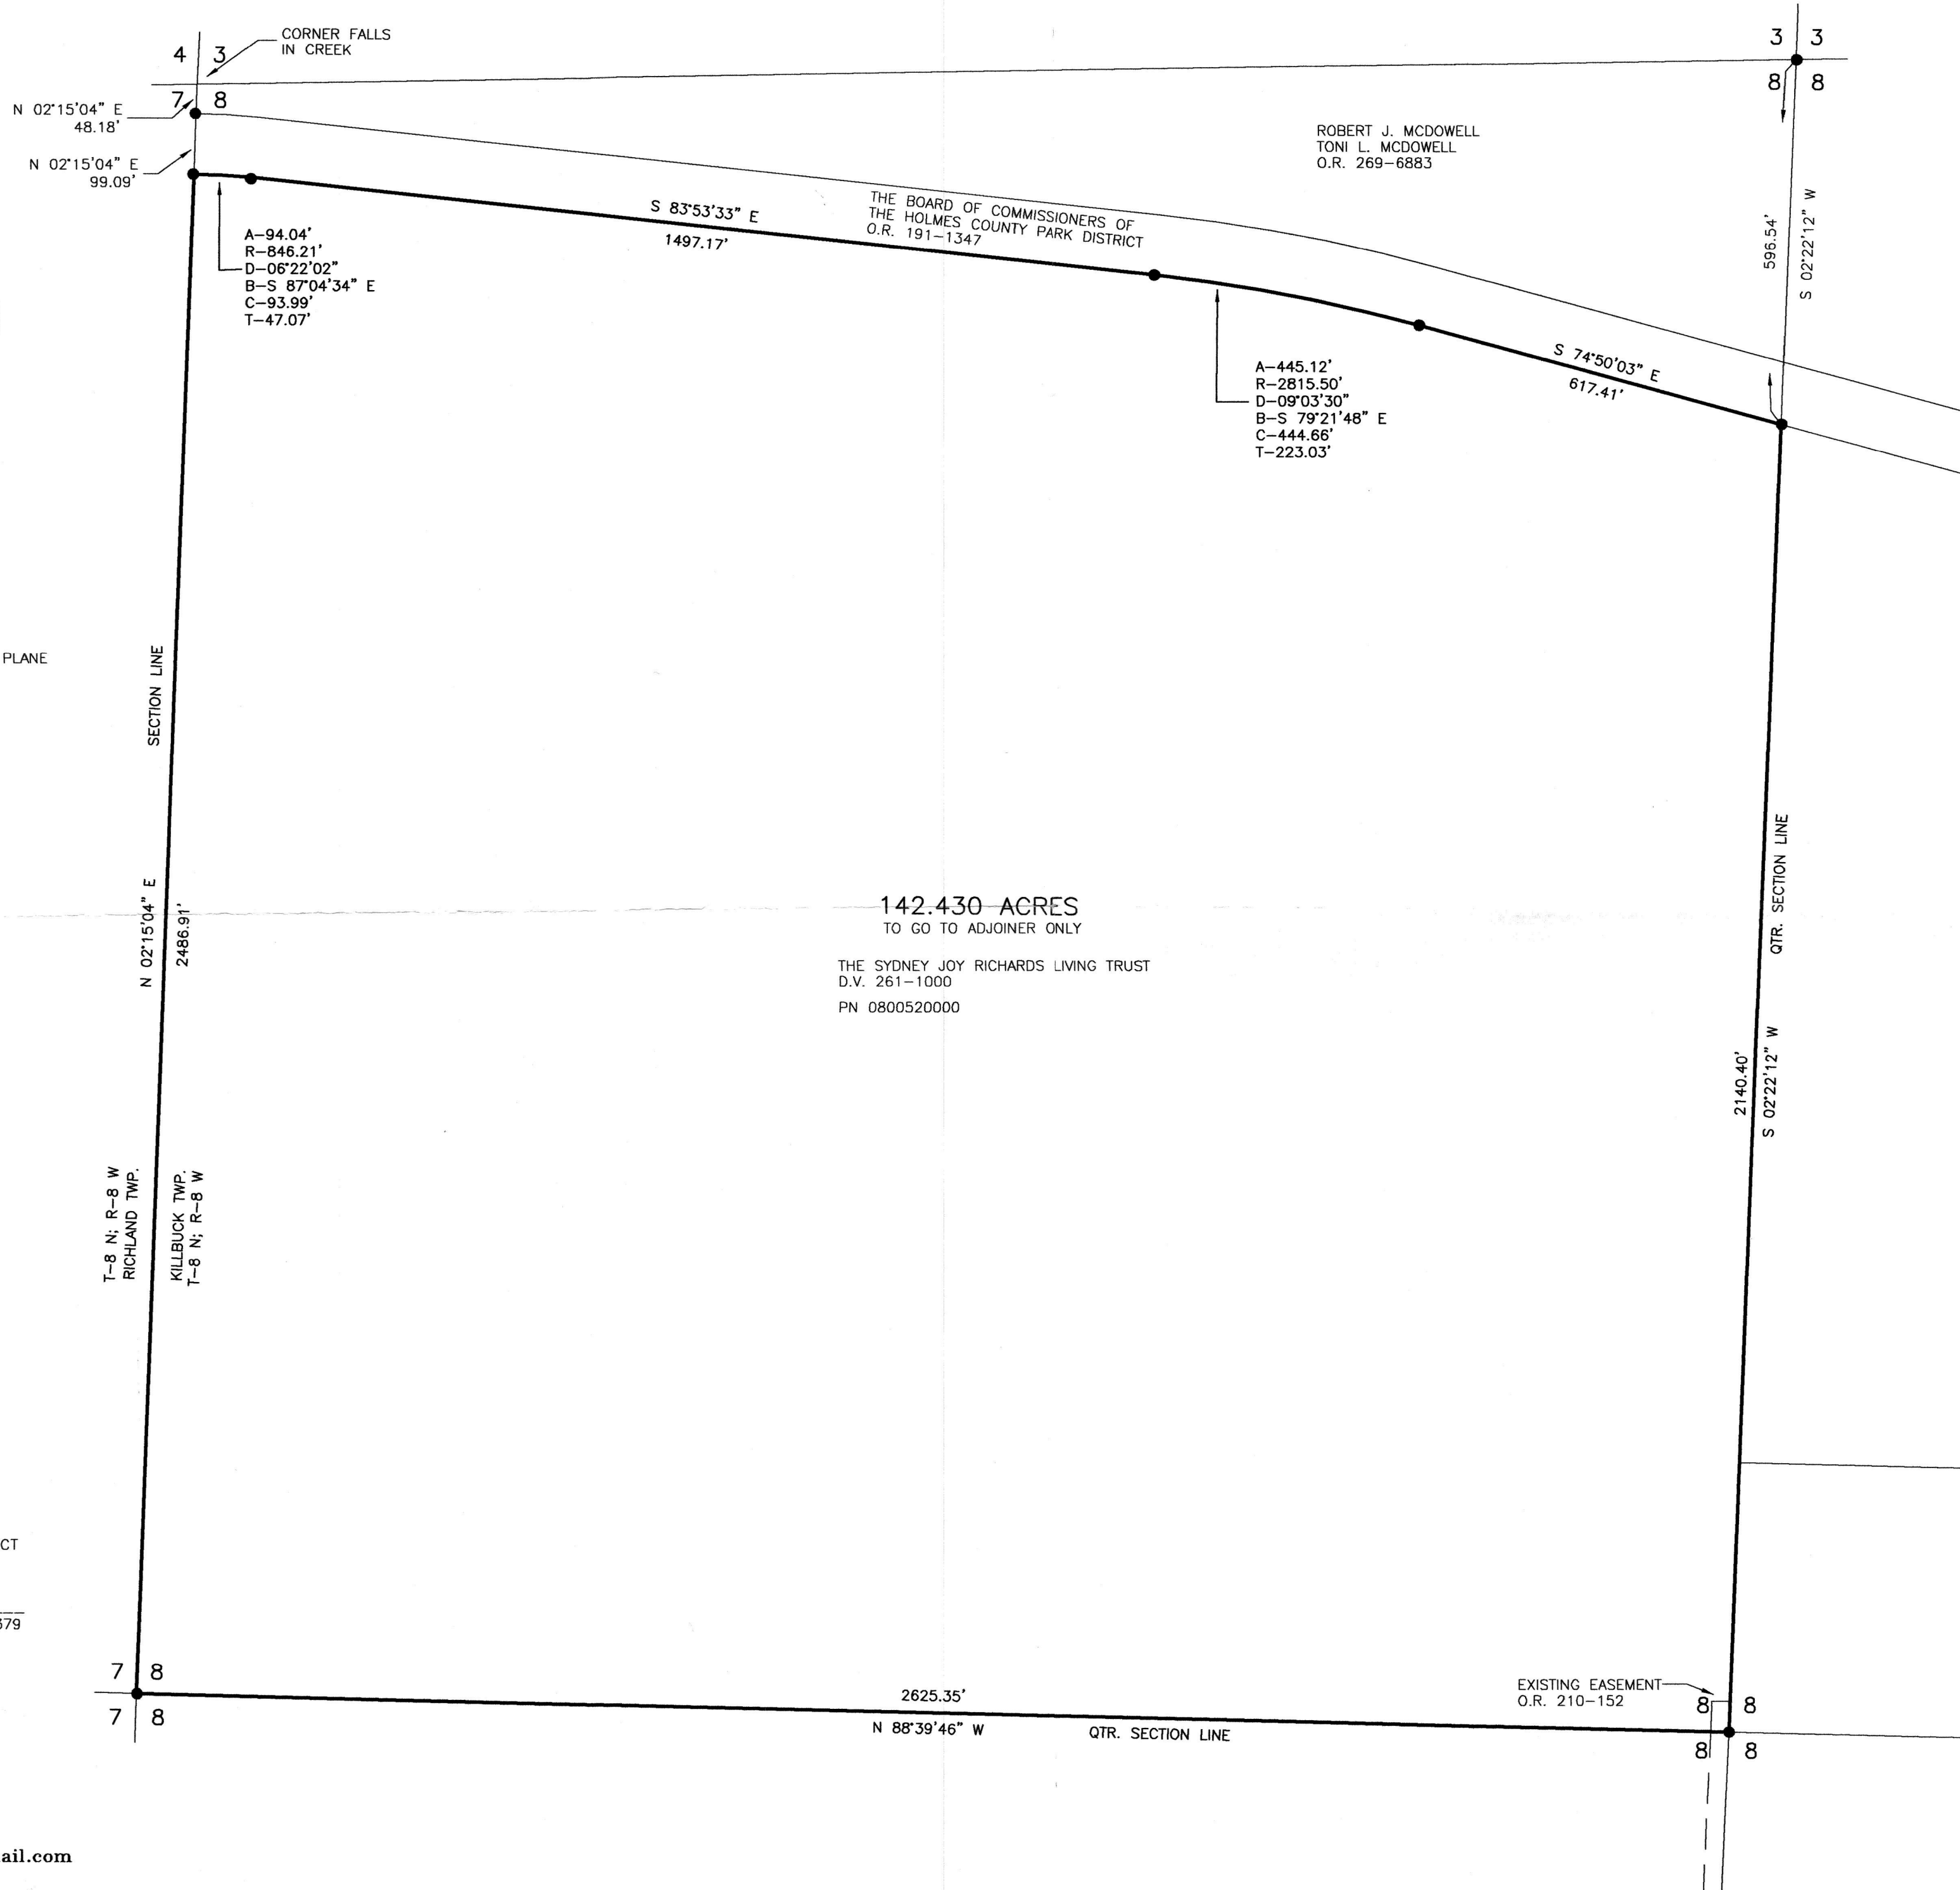 CORNER FALLS
IN CREEK
4 3
7 8
3 3
8 8
N 02°15'04" E
48.18'
N 02°15'04" E
99.09'
ROBERT J. MCDOWELL
TONI L. MCDOWELL
O.R. 269-6883
THE BOARD OF COMMISSIONERS OF
THE HOLMES COUNTY PARK DISTRICT
O.R. 191-1347
S 83°53'33" E
1497.17'
596.54'
S 02°22'12" W
A-94.04'
R-846.21'
D-06°22'02"
B-S 87°04'34" E
C-93.99'
T-47.07'
A-445.12'
R-2815.50'
D-09°03'30"
B-S 79°21'48" E
C-444.66'
T-223.03'
S 74°50'03" E
617.41'
PLANE
SECTION LINE
N 02°15'04" E
2486.91'
QTR. SECTION LINE
2140.40'
S 02°22'12" W
142.430 ACRES
TO GO TO ADJOINER ONLY
THE SYDNEY JOY RICHARDS LIVING TRUST
D.V. 261-1000
PN 0800520000
T-8 N; R-8 W
RICHLAND TWP.
KILLBUCK TWP.
T-8 N; R-8 W
CT
379
7 8
7 8
2625.35'
N 88°39'46" W
QTR. SECTION LINE
EXISTING EASEMENT
O.R. 210-152
8 8
8 8
ail.com